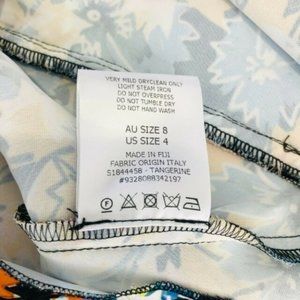 VERY MILD DRYCLEAN ONLY
LIGHT STEAM IRON
DO NOT OVERPRESS
DO NOT TUMBLE DRY
DO NOT HAND WASH
AU SIZE 8
US SIZE 4
MADE IN FIJI
FABRIC ORIGIN ITALY
S1844458 - TANGERINE
#9328088342197